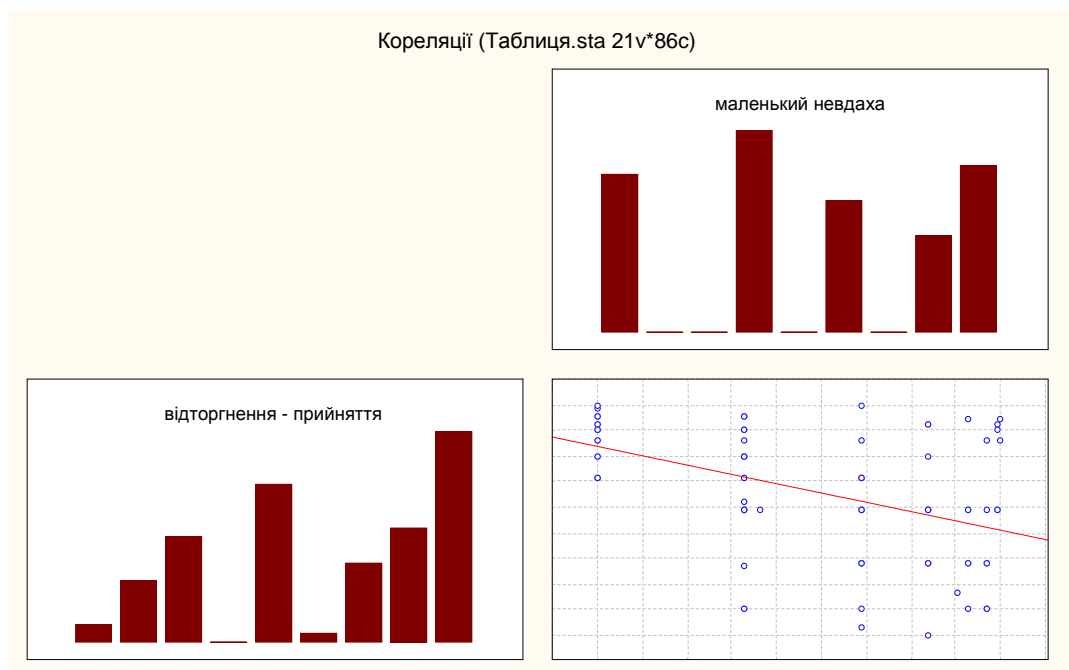 Кореляції (Таблиця.sta 21v*86c)
маленький невдаха
відторгнення - прийняття